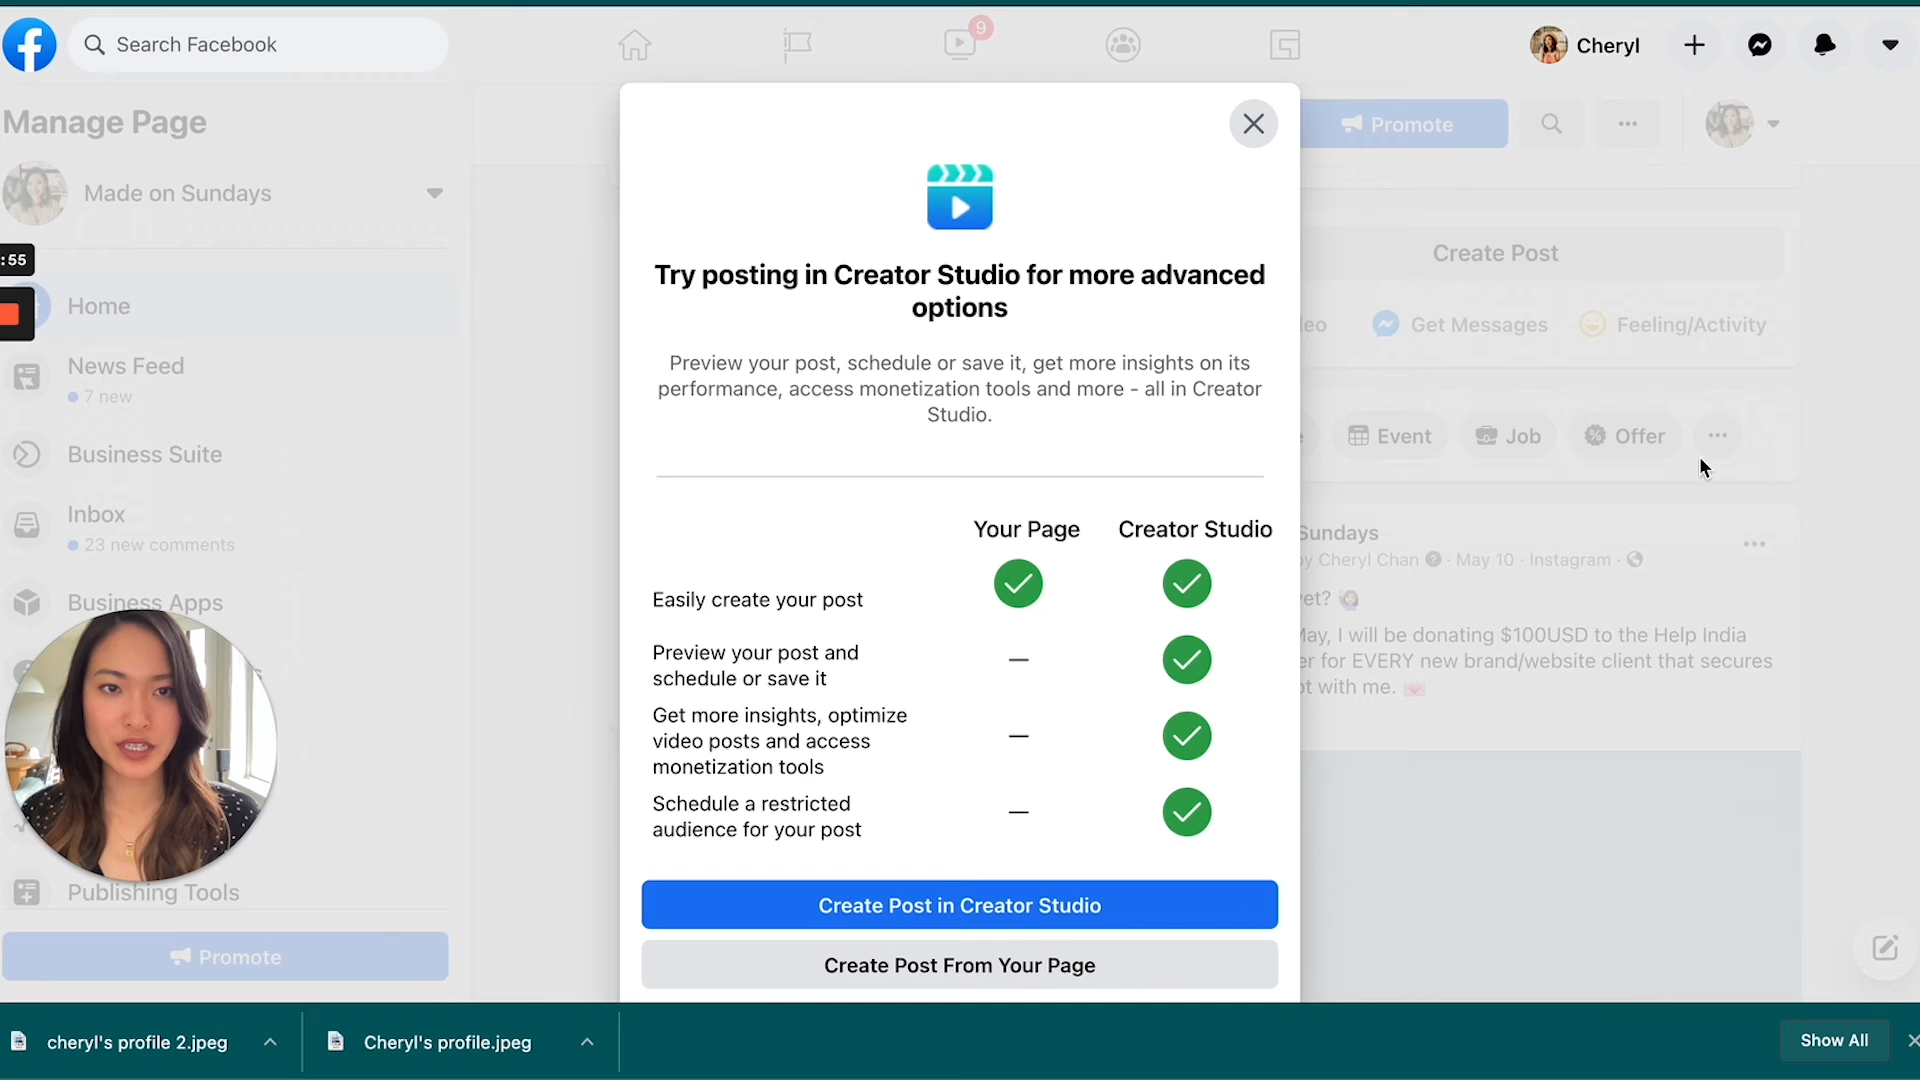 Search Facebook
9
Cheryl
Manage Page
Promote
Made on Sundays
:55
Create Post
Home
Get Messages
Feeling/Activity
News Feed
7 new
Business Suite
Event
Job
Offer
Inbox
23 new comments
Business Apps
Publishing Tools
Promote
Try posting in Creator Studio for more advanced
options
Preview your post, schedule or save it, get more insights on its
performance, access monetization tools and more - all in Creator
Studio.
Your Page
Creator Studio
Easily create your post
Preview your post and
schedule or save it
Get more insights, optimize
video posts and access
monetization tools
Schedule a restricted
audience for your post
Create Post in Creator Studio
Create Post From Your Page
Sundays
by Cheryl Chan · May 10 · Instagram ·
yet?
May, I will be donating $100USD to the Help India
er for EVERY new brand/website client that secures
with me.
cheryl's profile 2.jpeg
Cheryl's profile.jpeg
Show All